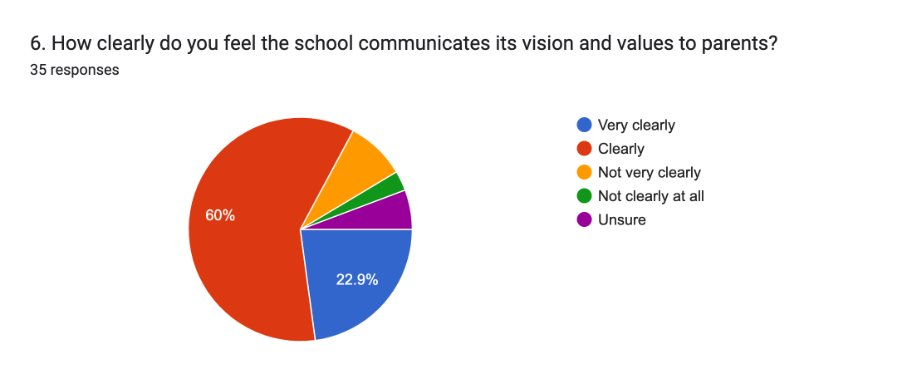 6. How clearly do you feel the school communicates its vision and values to parents?
35 responses
60%
22.9%
Very clearly
Clearly
Not very clearly
Not clearly at all
Unsure